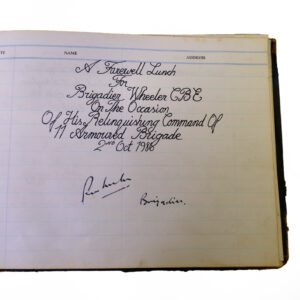 NAME ADDRESS
A Farewell Lunch
For
Brigadier Wheeler CBE
On The Occasion
Of His Relinquishing Command Of
11 Armoured Brigade
2ND Oct 1986
Brigadier.